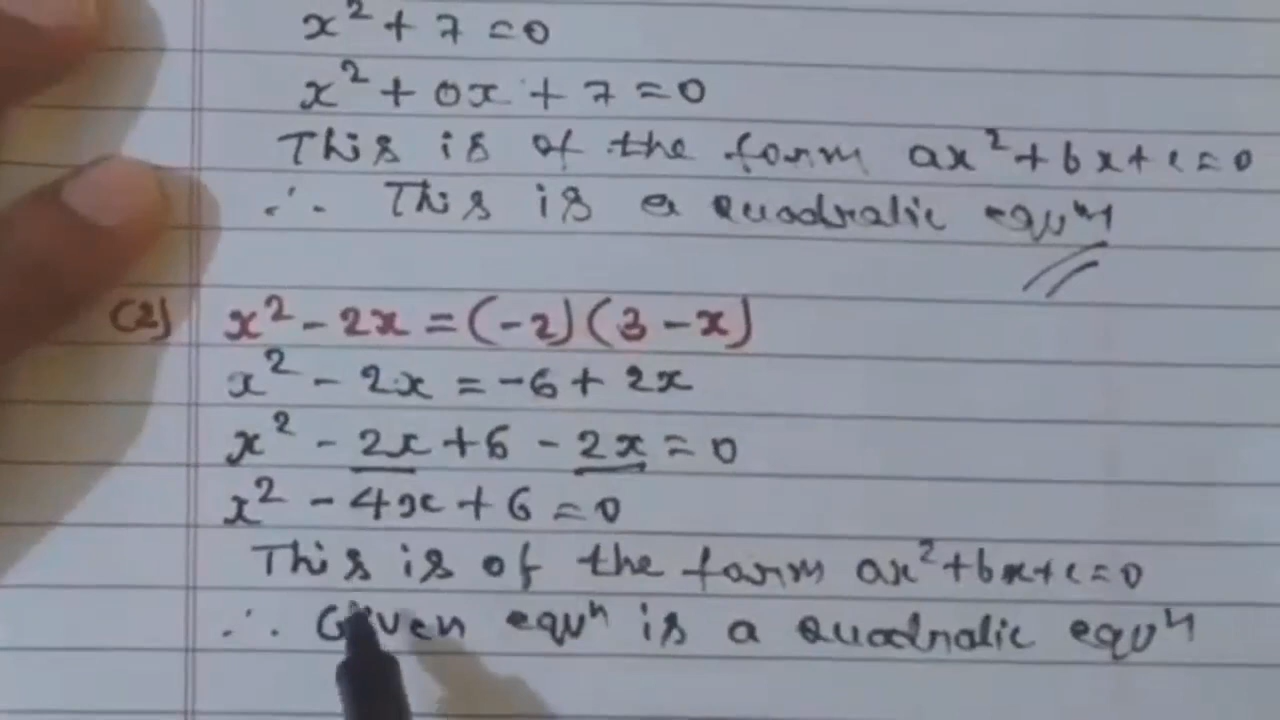 x² + 7 = 0
x² + 0x + 7 = 0
This is of the form ax² + bx + c = 0
∴ This is a quadratic equⁿ
(2) x² - 2x = (-2) (3 - x)
x² - 2x = -6 + 2x
x² - 2x + 6 - 2x = 0
x² - 4x + 6 = 0
This is of the form ax² + bx + c = 0
∴ Given equⁿ is a quadratic equⁿ